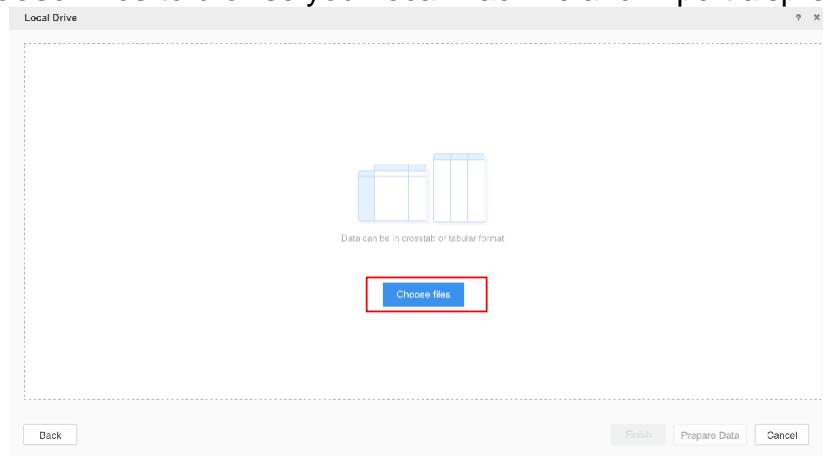 Local Drive ? ×
Data can be in crosstab or tabular format
Choose files
Back Finish Prepare Data Cancel